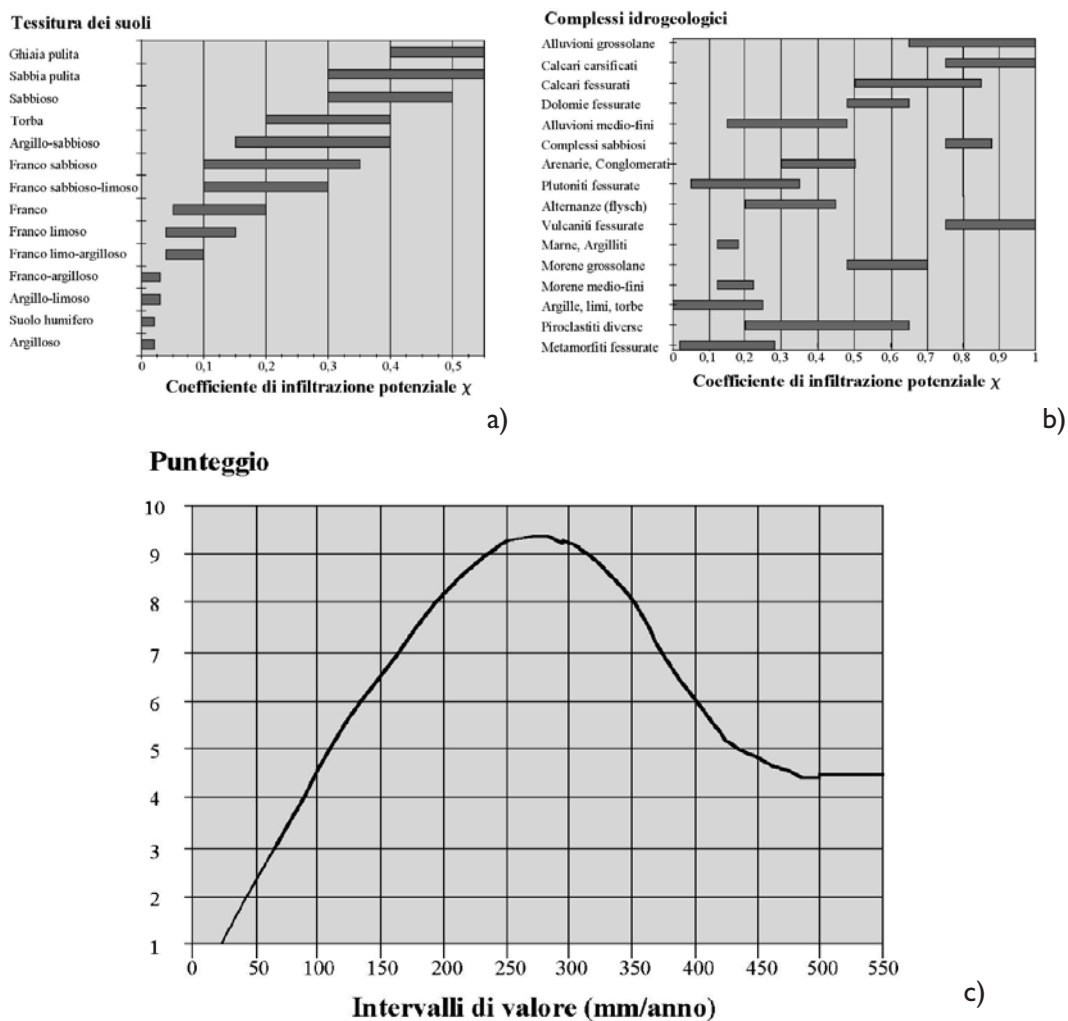 Tessitura dei suoli
Ghiaia pulita
Sabbia pulita
Sabbioso
Torba
Argillo-sabbioso
Franco sabbioso
Franco sabbioso-limoso
Franco
Franco limoso
Franco limo-argilloso
Franco-argilloso
Argillo-limoso
Suolo humifero
Argilloso
0 0,1 0,2 0,3 0,4 0,5
Coefficiente di infiltrazione potenziale χ
a)
Complessi idrogeologici
Alluvioni grossolane
Calcari carsificati
Calcari fessurati
Dolomie fessurate
Alluvioni medio-fini
Complessi sabbiosi
Arenarie, Conglomerati
Plutoniti fessurate
Alternanze (flysch)
Vulcaniti fessurate
Marne, Argilliti
Morene grossolane
Morene medio-fini
Argille, limi, torbe
Piroclastiti diverse
Metamorfiti fessurate
0 0,1 0,2 0,3 0,4 0,5 0,6 0,7 0,8 0,9 1
Coefficiente di infiltrazione potenziale χ
b)
Punteggio
10
9
8
7
6
5
4
3
2
1
0 50 100 150 200 250 300 350 400 450 500 550
Intervalli di valore (mm/anno)
c)